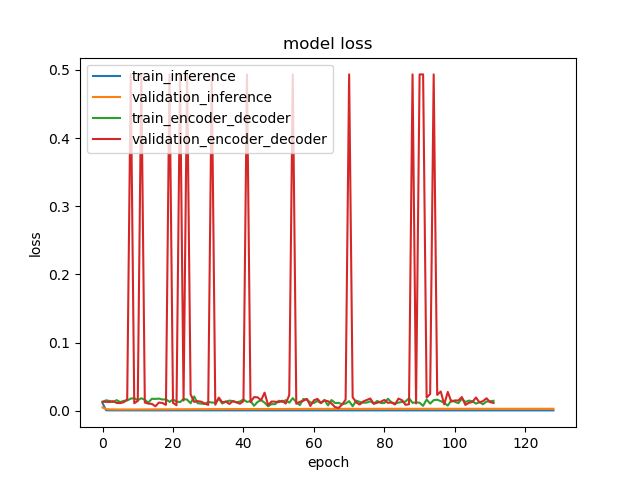 model loss
train_inference
validation_inference
train_encoder_decoder
validation_encoder_decoder
0.5
0.4
0.3
0.2
0.1
0.0
loss
0 20 40 60 80 100 120
epoch